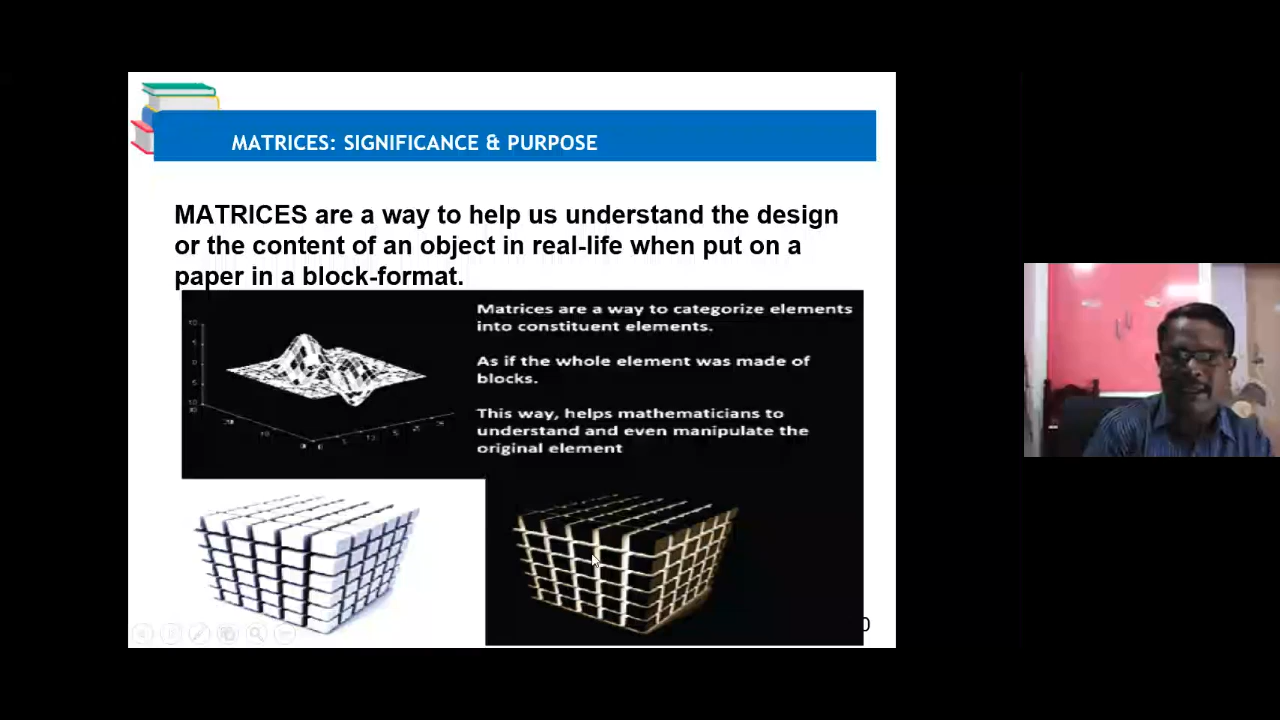 MATRICES: SIGNIFICANCE & PURPOSE
MATRICES are a way to help us understand the design
or the content of an object in real-life when put on a
paper in a block-format.
Matrices are a way to categorize elements
into constituent elements.
As if the whole element was made of
blocks.
This way, helps mathematicians to
understand and even manipulate the
original element
0